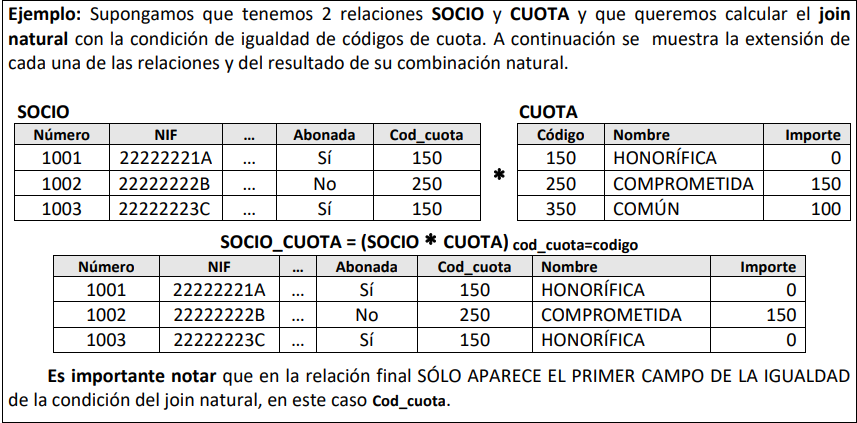 Ejemplo: Supongamos que tenemos 2 relaciones SOCIO y CUOTA y que queremos calcular el join
natural con la condición de igualdad de códigos de cuota. A continuación se muestra la extensión de
cada una de las relaciones y del resultado de su combinación natural.
SOCIO CUOTA
Número NIF ... Abonada Cod_cuota Código Nombre Importe
1001 22222221A ... Sí 150 150 HONORÍFICA 0
1002 22222222B ... No 250 * 250 COMPROMETIDA 150
1003 22222223C ... Sí 150 350 COMÚN 100
SOCIO_CUOTA = (SOCIO * CUOTA) cod_cuota=codigo
Número NIF ... Abonada Cod_cuota Nombre Importe
1001 22222221A ... Sí 150 HONORÍFICA 0
1002 22222222B ... No 250 COMPROMETIDA 150
1003 22222223C ... Sí 150 HONORÍFICA 0
Es importante notar que en la relación final SÓLO APARECE EL PRIMER CAMPO DE LA IGUALDAD
de la condición del join natural, en este caso Cod_cuota.